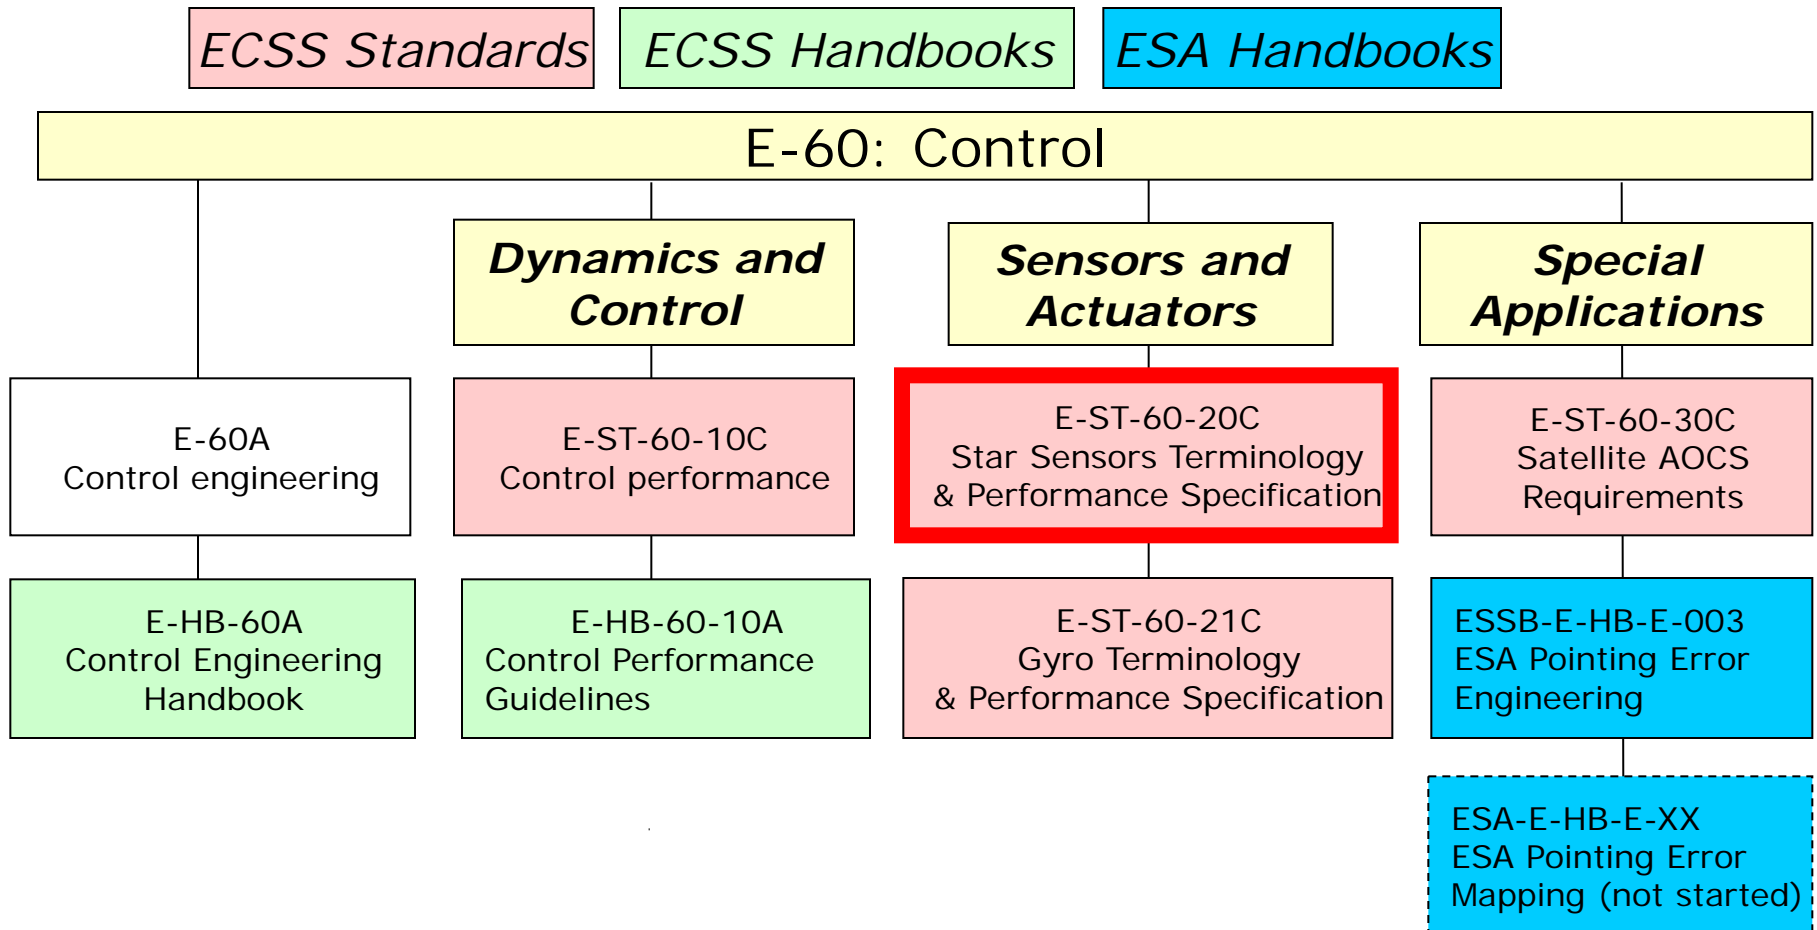 ECSS Standards
ECSS Handbooks
ESA Handbooks
E-60: Control
Dynamics and
Control
Sensors and
Actuators
Special
Applications
E-60A
Control engineering
E-ST-60-10C
Control performance
E-ST-60-20C
Star Sensors Terminology
& Performance Specification
E-ST-60-30C
Satellite AOCS
Requirements
E-HB-60A
Control Engineering
Handbook
E-HB-60-10A
Control Performance
Guidelines
E-ST-60-21C
Gyro Terminology
& Performance Specification
ESSB-E-HB-E-003
ESA Pointing Error
Engineering
ESA-E-HB-E-XX
ESA Pointing Error
Mapping (not started)